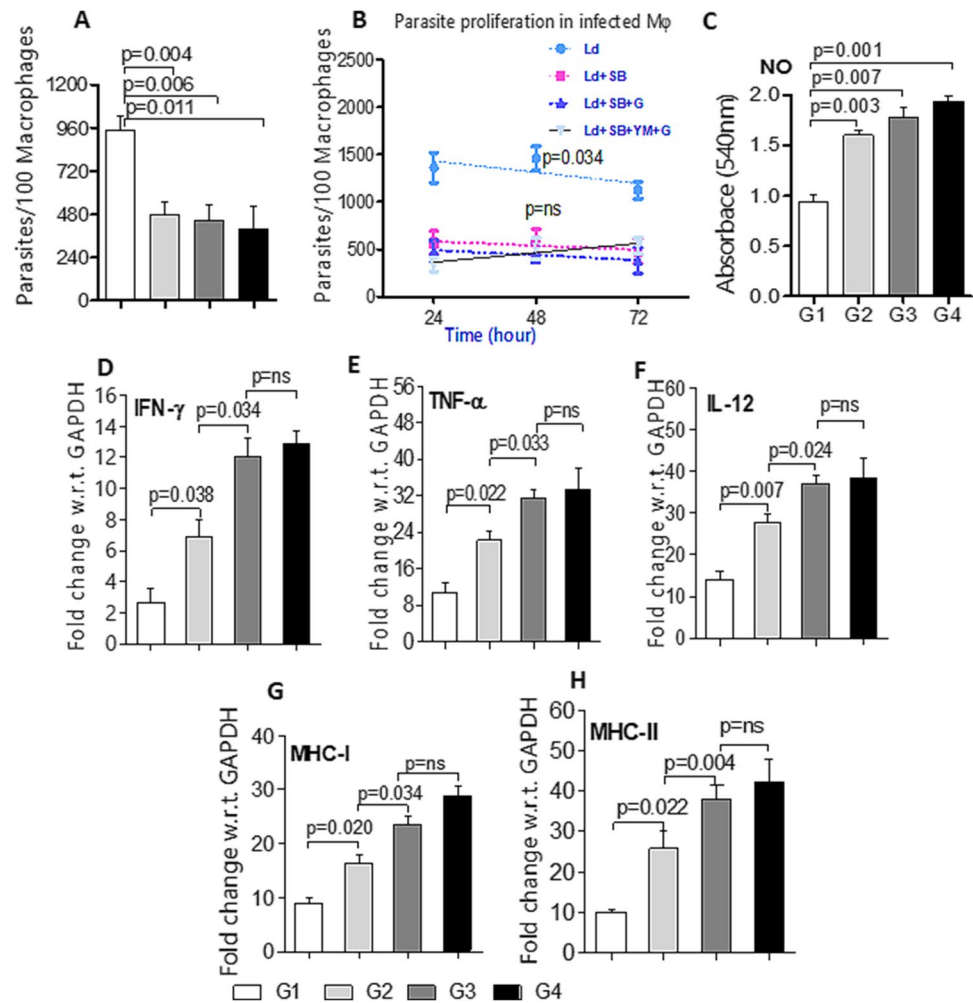 A
p=0.004
p=0.006
p=0.011
Parasites/100 Macrophages
1200
960
720
480
240
0
B
Parasite proliferation in infected Mφ
Ld
Ld+SB
Ld+SB+G
Ld+SB+YM+G
p=0.034
p=ns
Parasites/100 Macrophages
2500
2000
1500
1000
500
0
24
48
72
Time (hour)
C
NO
p=0.001
p=0.007
p=0.003
Absorbace (540nm)
2.0
1.5
1.0
0.5
0.0
G1
G2
G3
G4
D
IFN-γ
p=ns
p=0.034
p=0.038
Fold change w.r.t. GAPDH
16
14
12
10
8
6
4
2
0
E
TNF-α
p=ns
p=0.033
p=0.022
Fold change w.r.t. GAPDH
56
48
36
24
12
8
0
F
IL-12
p=ns
p=0.024
p=0.007
Fold change w.r.t. GAPDH
60
50
40
30
20
10
0
G
MHC-I
p=ns
p=0.034
p=0.020
Fold change w.r.t. GAPDH
40
30
20
10
0
H
MHC-II
p=ns
p=0.004
p=0.022
Fold change w.r.t. GAPDH
60
50
40
30
20
10
0
G1
G2
G3
G4